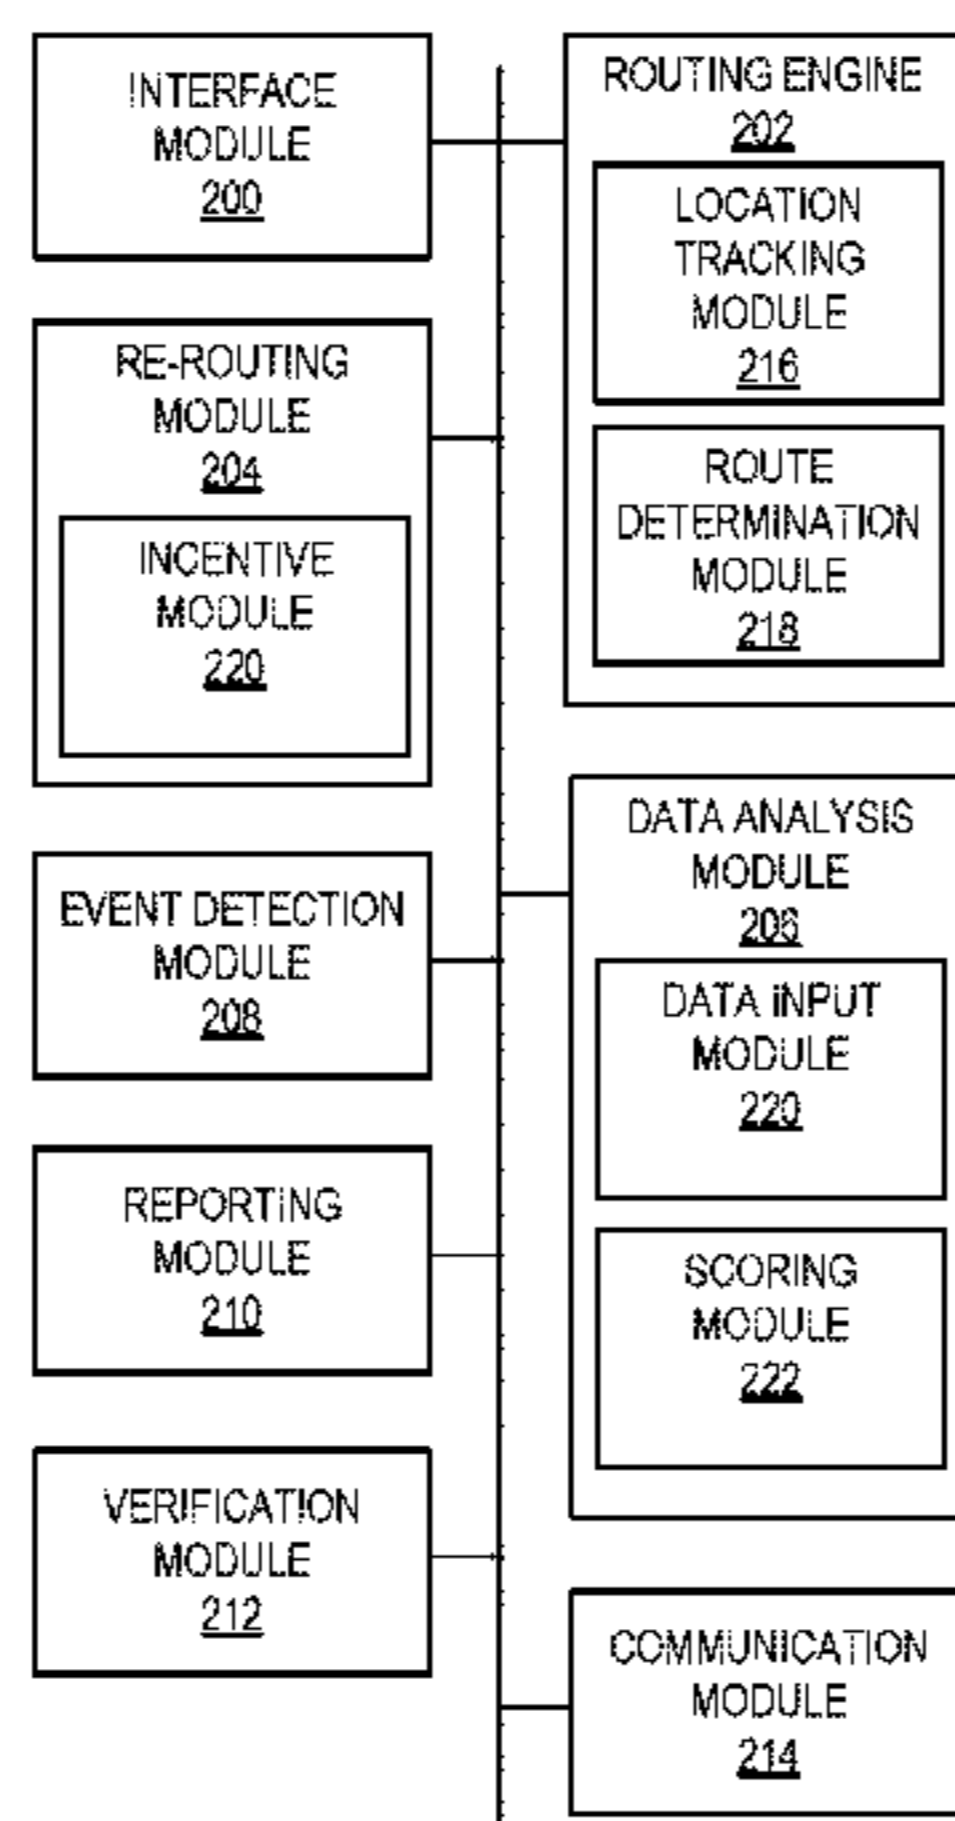 INTERFACE
MODULE
200
ROUTING ENGINE
202
LOCATION
TRACKING
MODULE
216
ROUTE
DETERMINATION
MODULE
218
RE-ROUTING
MODULE
204
INCENTIVE
MODULE
220
DATA ANALYSIS
MODULE
206
DATA INPUT
MODULE
220
SCORING
MODULE
222
EVENT DETECTION
MODULE
208
REPORTING
MODULE
210
VERIFICATION
MODULE
212
COMMUNICATION
MODULE
214